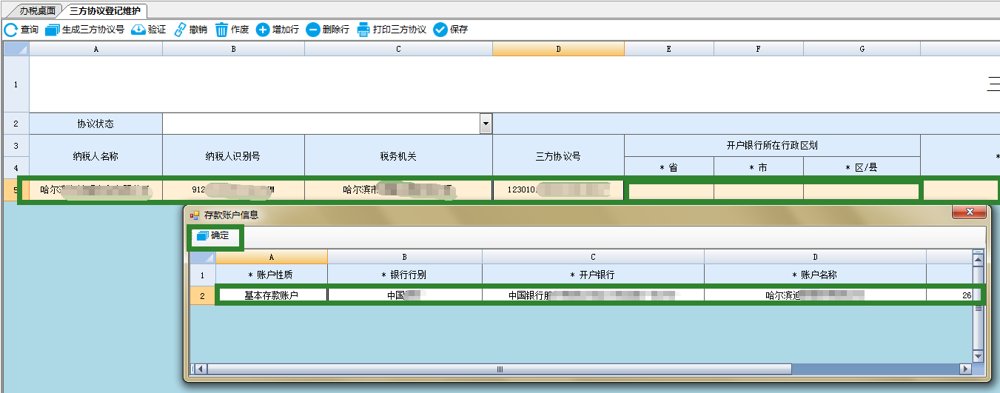 办税桌面 三方协议登记维护
查询 生成三方协议号 验证 撤销 作废 增加行 删除行 打印三方协议 保存
A B C D E F G
1 三
2 协议状态
3 开户银行所在行政区划
纳税人名称 纳税人识别号 税务机关 三方协议号 *
4 * 省 * 市 * 区/县
5 哈尔滨 912 M 哈尔滨市 123010
存款账户信息
确定
A B C D
1 * 账户性质 * 银行行别 * 开户银行 * 账户名称
2 基本存款账户 中国 中国银行股 哈尔滨迪 26